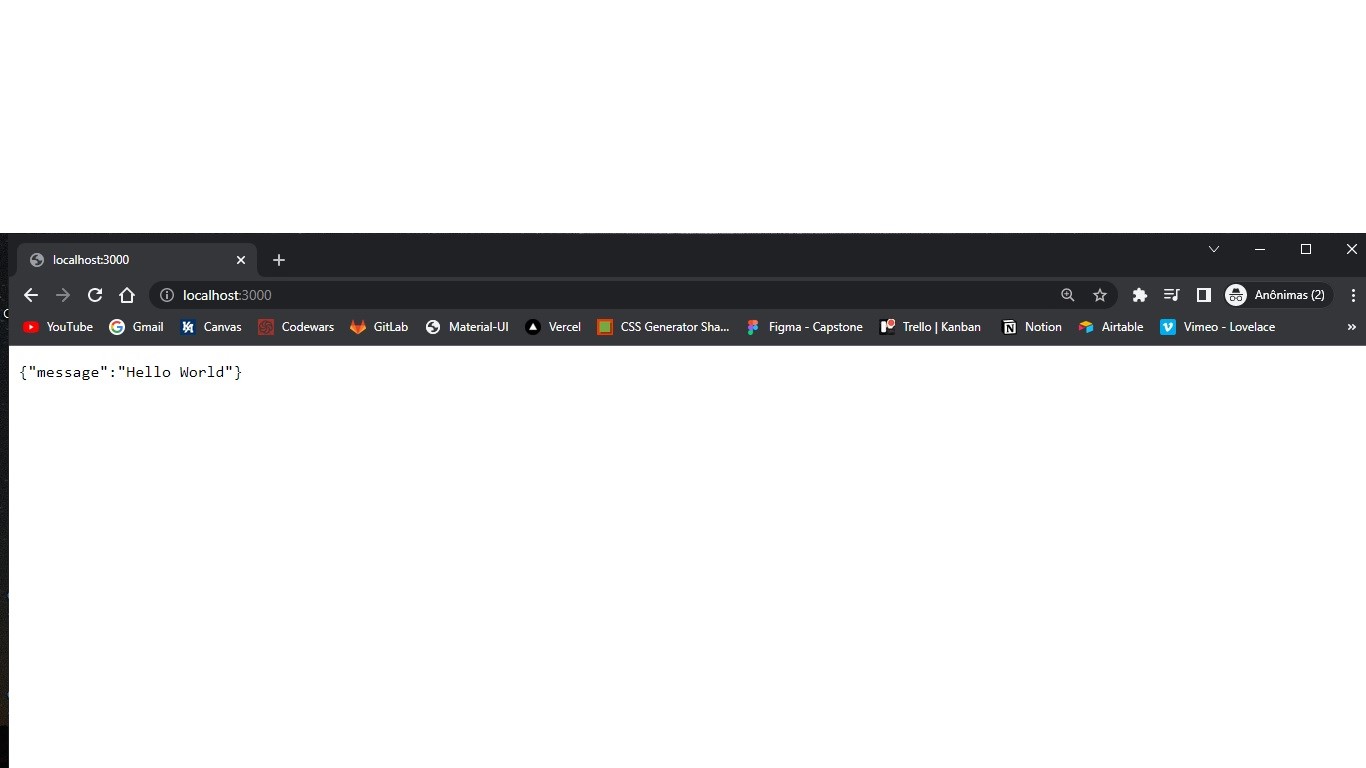 localhost:3000
localhost:3000
Anônimas (2)
YouTube Gmail Canvas Codewars GitLab Material-UI Vercel CSS Generator Sha... Figma - Capstone Trello | Kanban Notion Airtable Vimeo - Lovelace »
{"message":"Hello World"}